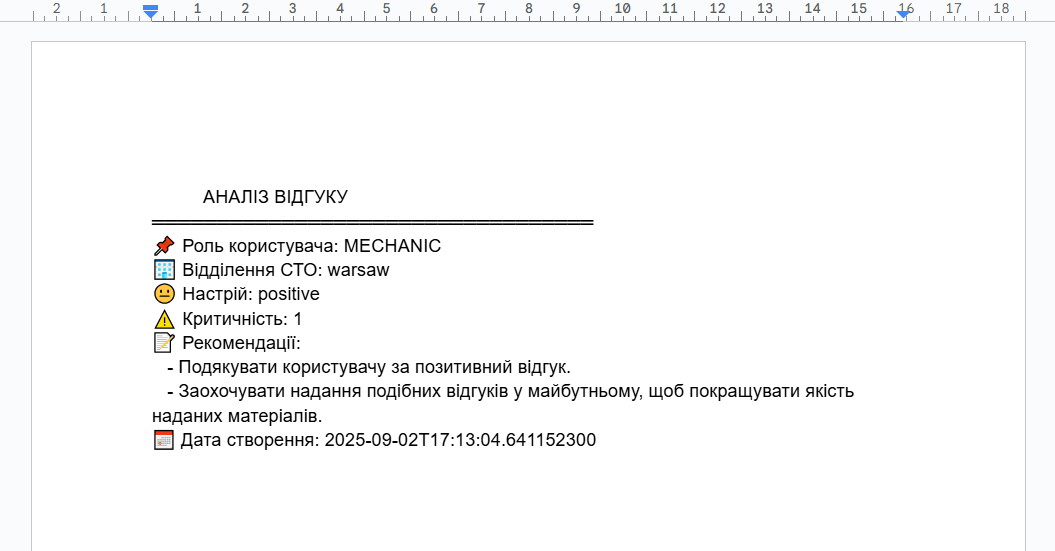 2 1 1 2 3 4 5 6 7 8 9 10 11 12 13 14 15 16 17 18
АНАЛІЗ ВІДГУКУ
══════════════════════════════════
📌 Роль користувача: MECHANIC
🏢 Відділення СТО: warsaw
😐 Настрій: positive
⚠️ Критичність: 1
📝 Рекомендації:
- Подякувати користувачу за позитивний відгук.
- Заохочувати надання подібних відгуків у майбутньому, щоб покращувати якість
наданих матеріалів.
📅 Дата створення: 2025-09-02T17:13:04.641152300